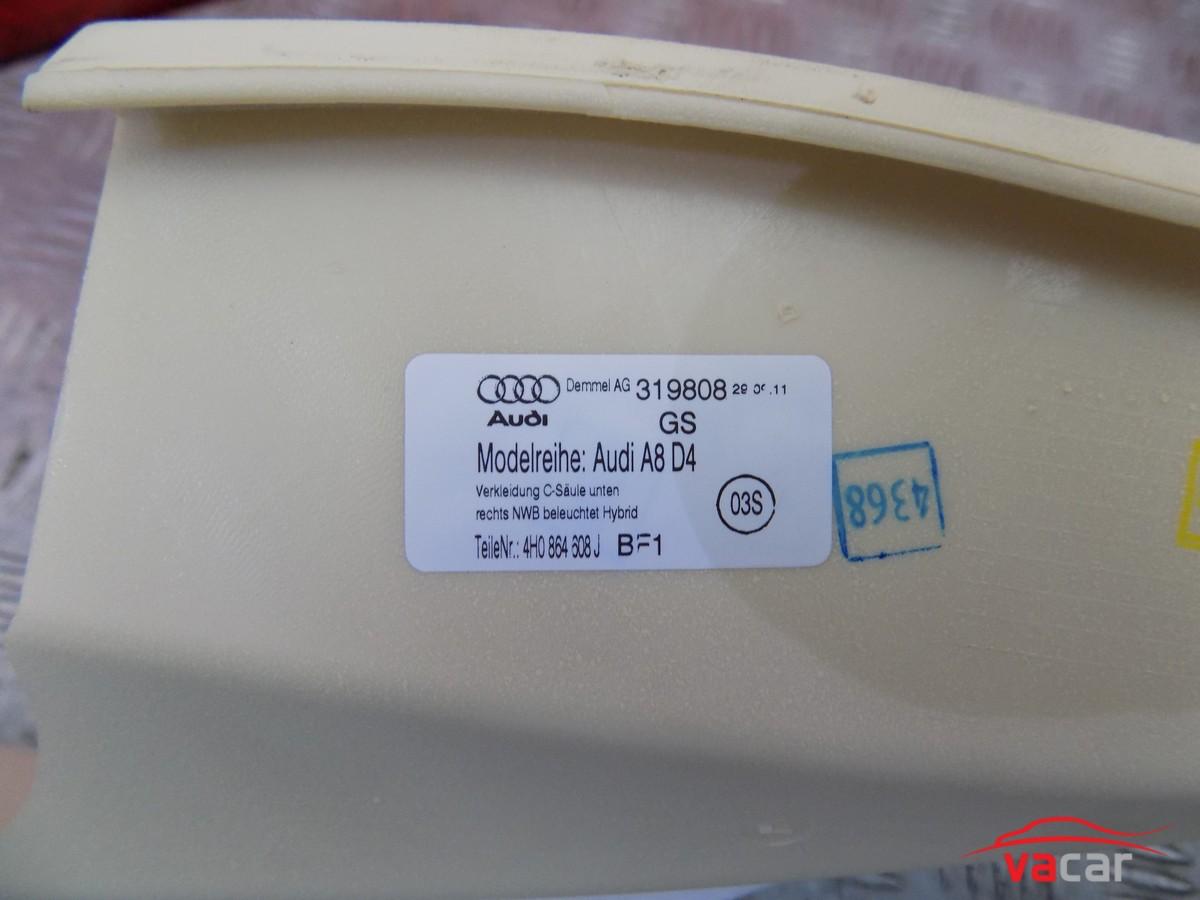 Demmel AG 319808
Audi GS
Modelreihe: Audi A8 D4
Verkleidung C-Säule unten
rechts NWB beleuchtet Hybrid
03S
TeileNr.: 4H0 864 608 J BF1
4368
vacar